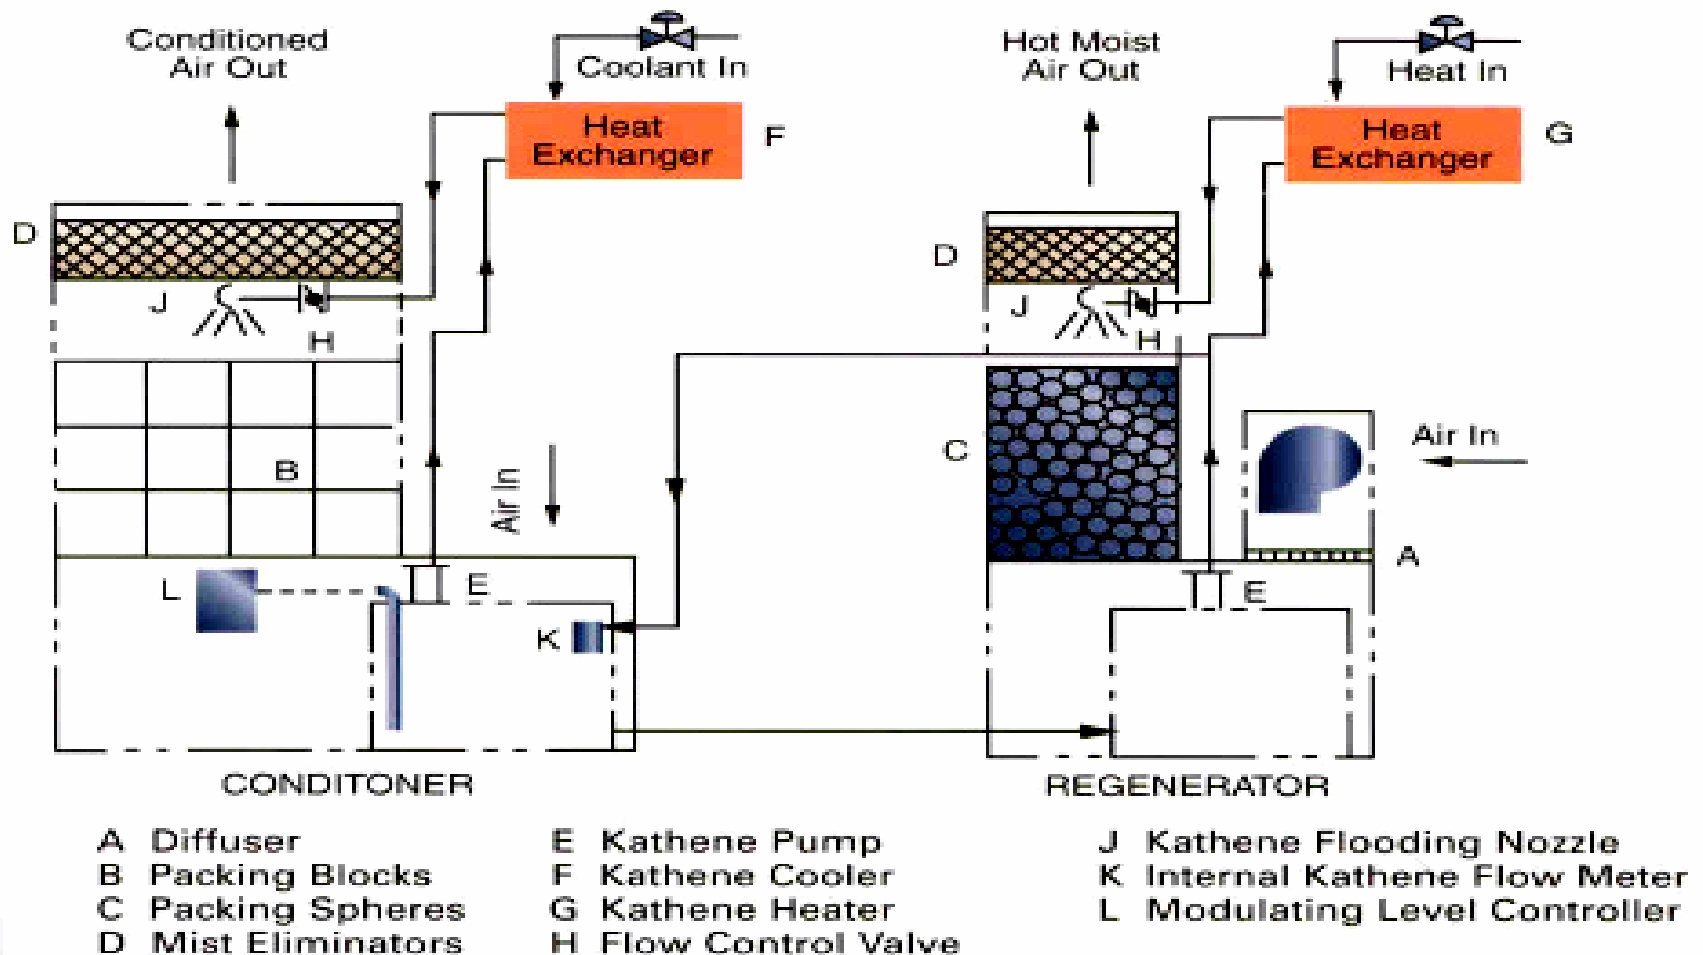 Conditioned
Air Out
Coolant In
Heat
Exchanger
F
Hot Moist
Air Out
Heat In
Heat
Exchanger
G
D
J
H
B
Air In
L
E
K
D
J
H
C
Air In
A
E
CONDITONER
REGENERATOR
A Diffuser
B Packing Blocks
C Packing Spheres
D Mist Eliminators
E Kathene Pump
F Kathene Cooler
G Kathene Heater
H Flow Control Valve
J Kathene Flooding Nozzle
K Internal Kathene Flow Meter
L Modulating Level Controller